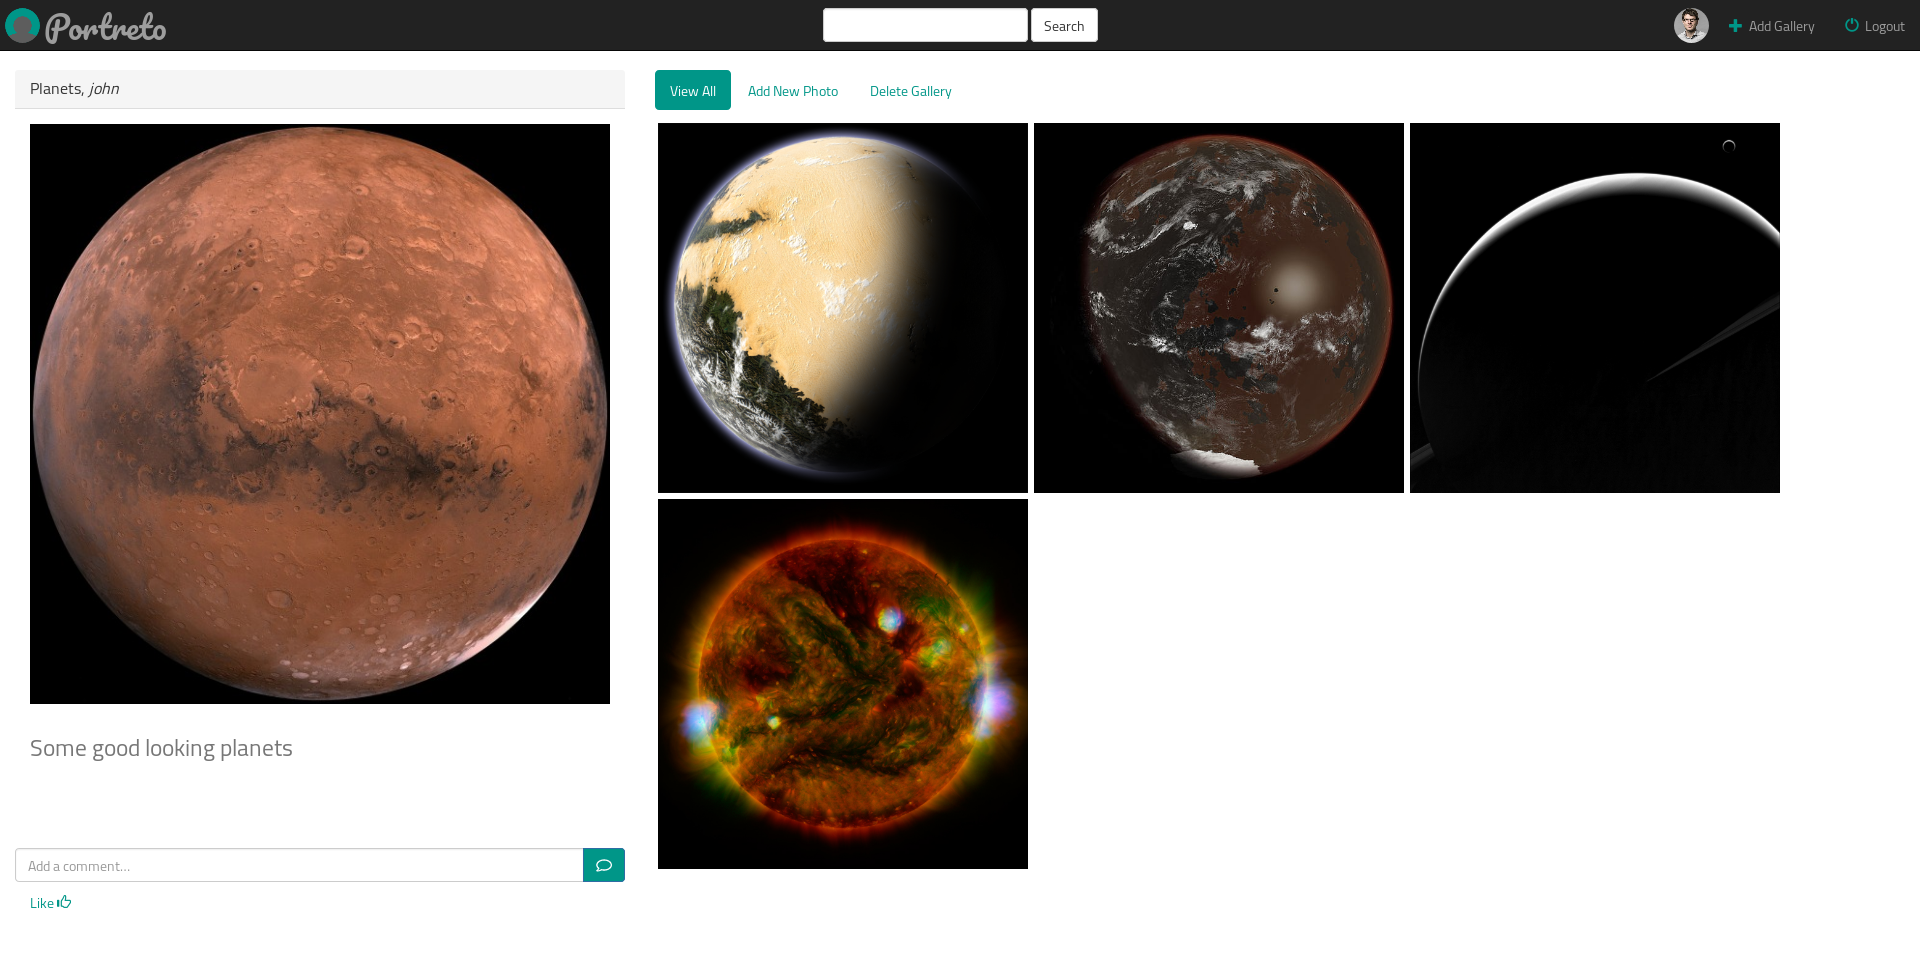 Portreto
Search
Add Gallery
Logout
Planets, john
View All
Add New Photo
Delete Gallery
Some good looking planets
Add a comment...
Like